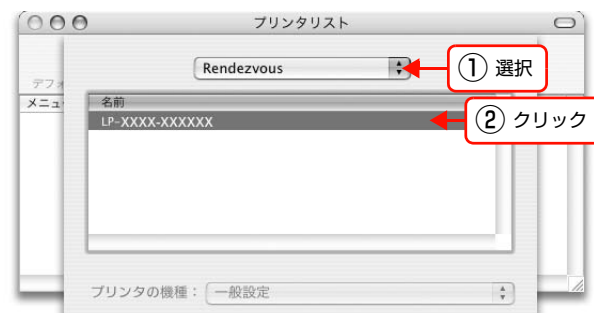 プリンタリスト
Rendezvous
① 選択
デフォ
メニュー
名前
LP-XXXX-XXXXXX
② クリック
プリンタの機種： 一般設定